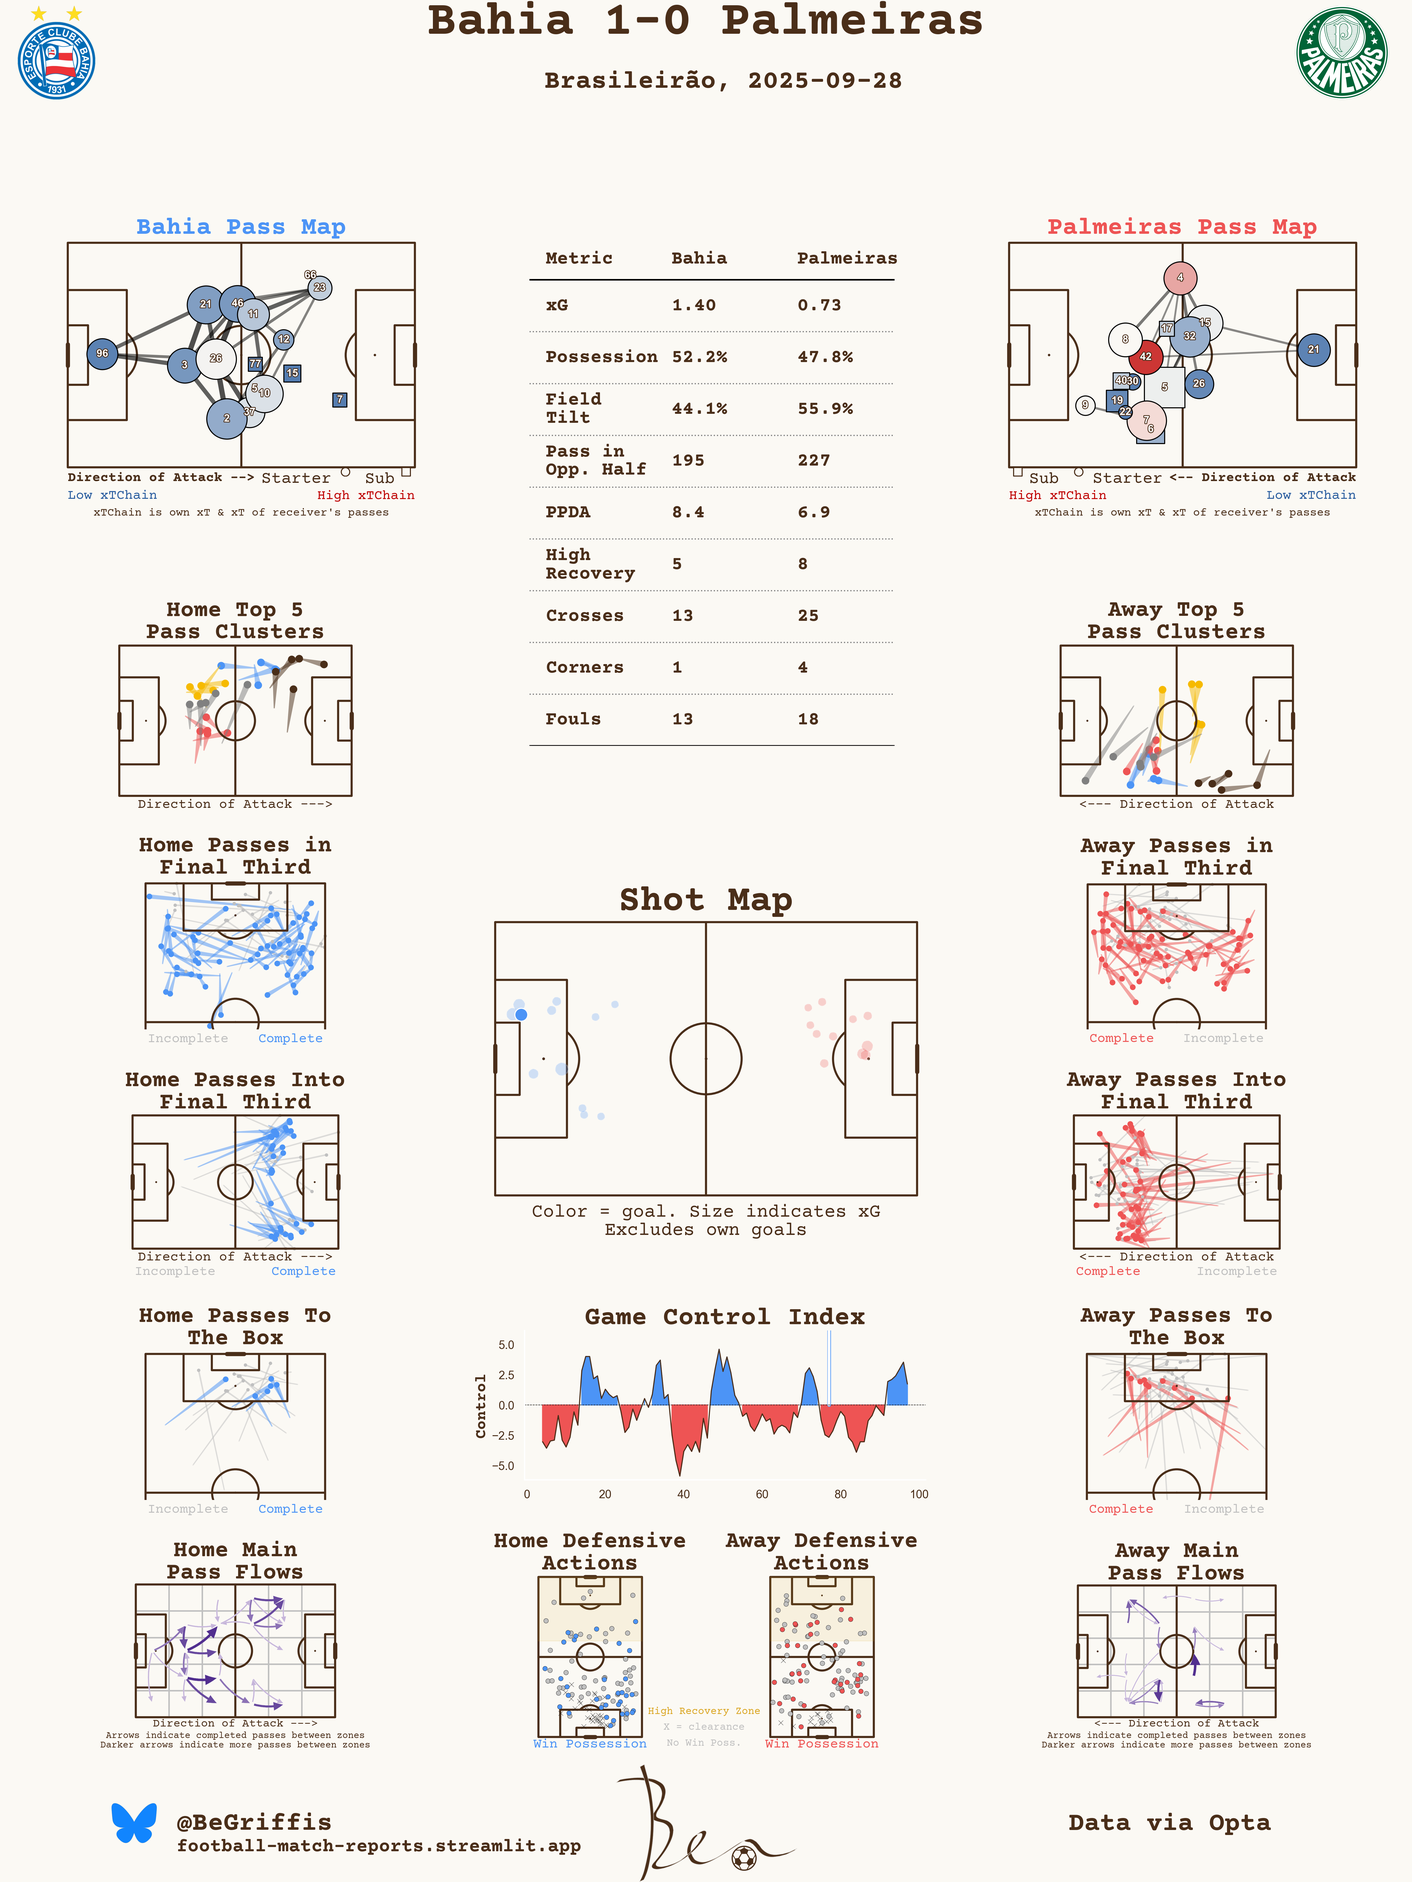 Bahia 1-0 Palmeiras
Brasileirão, 2025-09-28
ESPORTE CLUBE BAHIA
1931
P
PALMEIRAS
Bahia Pass Map
96
21
46
11
66
23
3
26
12
77
15
5
10
7
37
2
Direction of Attack --> Starter Sub
Low xTChain High xTChain
xTChain is own xT & xT of receiver's passes
Metric Bahia Palmeiras
xG 1.40 0.73
Possession 52.2% 47.8%
Field
Tilt 44.1% 55.9%
Pass in
Opp. Half 195 227
PPDA 8.4 6.9
High
Recovery 5 8
Crosses 13 25
Corners 1 4
Fouls 13 18
Palmeiras Pass Map
4
15
17
32
8
42
21
40
30
5
26
19
9
22
7
6
Sub Starter <-- Direction of Attack
High xTChain Low xTChain
xTChain is own xT & xT of receiver's passes
Home Top 5
Pass Clusters
Direction of Attack --->
Away Top 5
Pass Clusters
<--- Direction of Attack
Home Passes in
Final Third
Incomplete Complete
Away Passes in
Final Third
Complete Incomplete
Shot Map
Color = goal. Size indicates xG
Excludes own goals
Home Passes Into
Final Third
Direction of Attack --->
Incomplete Complete
Away Passes Into
Final Third
<--- Direction of Attack
Complete Incomplete
Home Passes To
The Box
Incomplete Complete
Game Control Index
Control
5.0
2.5
0.0
−2.5
−5.0
0 20 40 60 80 100
Away Passes To
The Box
Complete Incomplete
Home Main
Pass Flows
Direction of Attack --->
Arrows indicate completed passes between zones
Darker arrows indicate more passes between zones
Home Defensive
Actions
Win Possession
Away Defensive
Actions
Win Possession
High Recovery Zone
X = clearance
No Win Poss.
Away Main
Pass Flows
<--- Direction of Attack
Arrows indicate completed passes between zones
Darker arrows indicate more passes between zones
@BeGriffis
football-match-reports.streamlit.app
Ben
Data via Opta